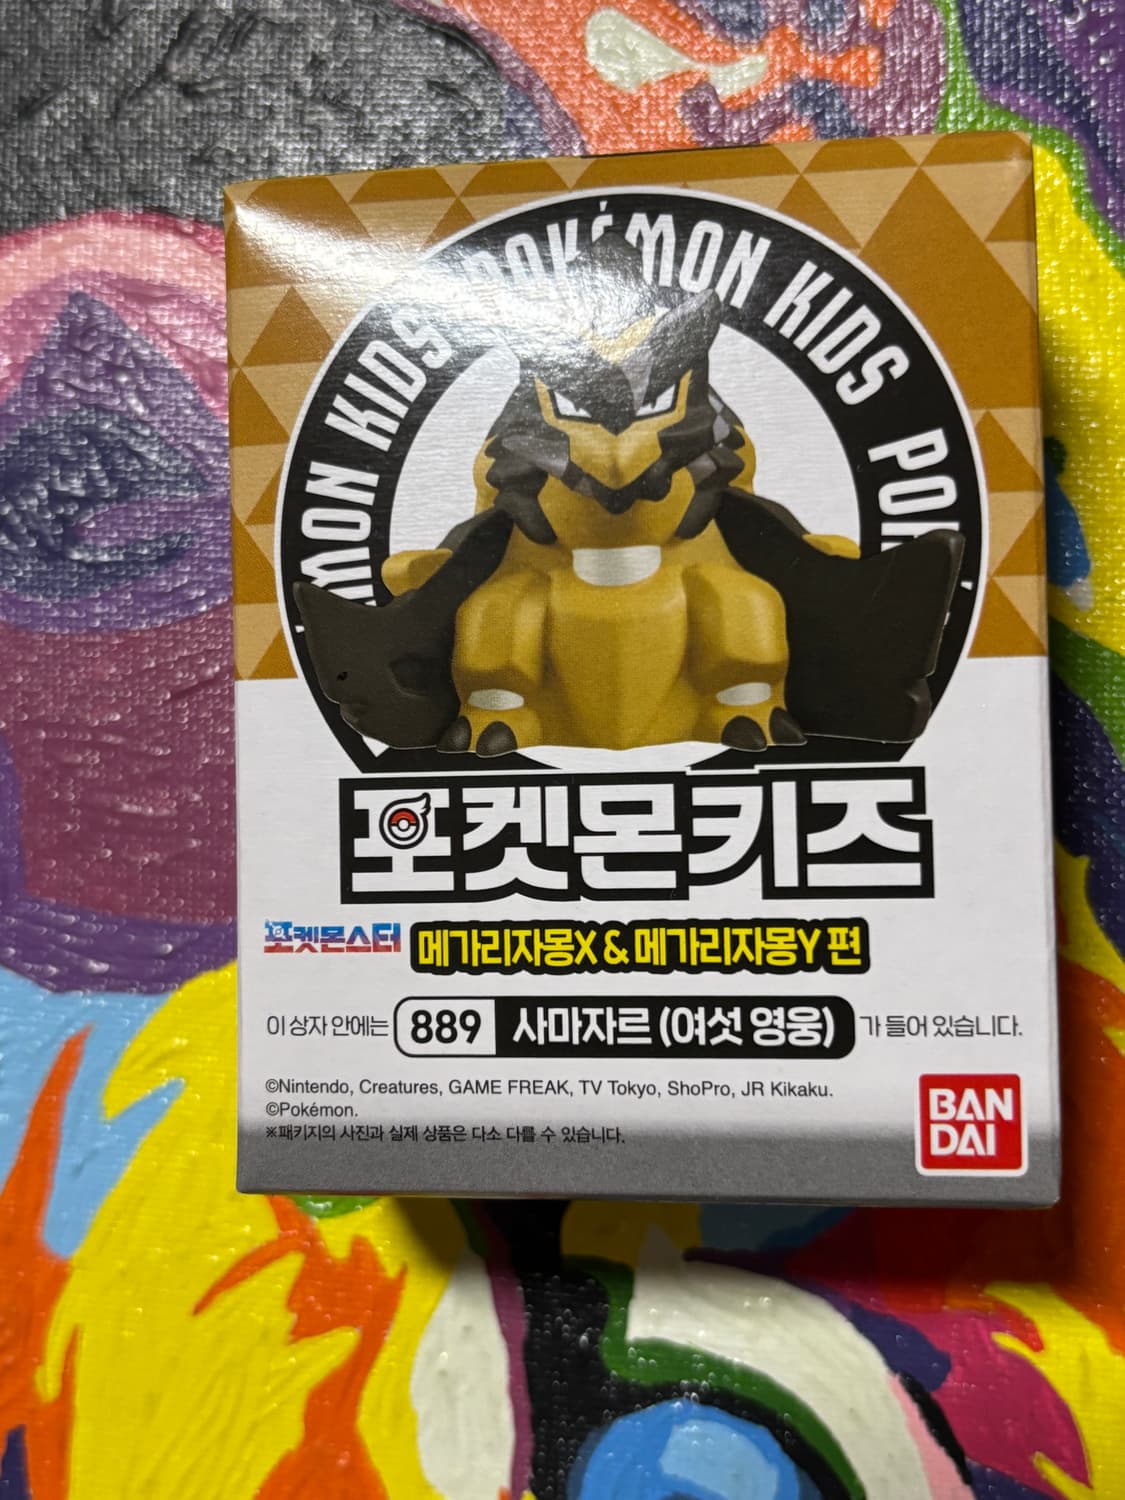 MON KIDS POKÉMON KIDS POK
포켓몬키즈
포켓몬스터 메가리자몽X & 메가리자몽Y 편
이 상자 안에는 889 사마자르 (여섯 영웅) 가 들어 있습니다.
©Nintendo, Creatures, GAME FREAK, TV Tokyo, ShoPro, JR Kikaku.
©Pokémon.
※패키지의 사진과 실제 상품은 다소 다를 수 있습니다.
BAN
DAI